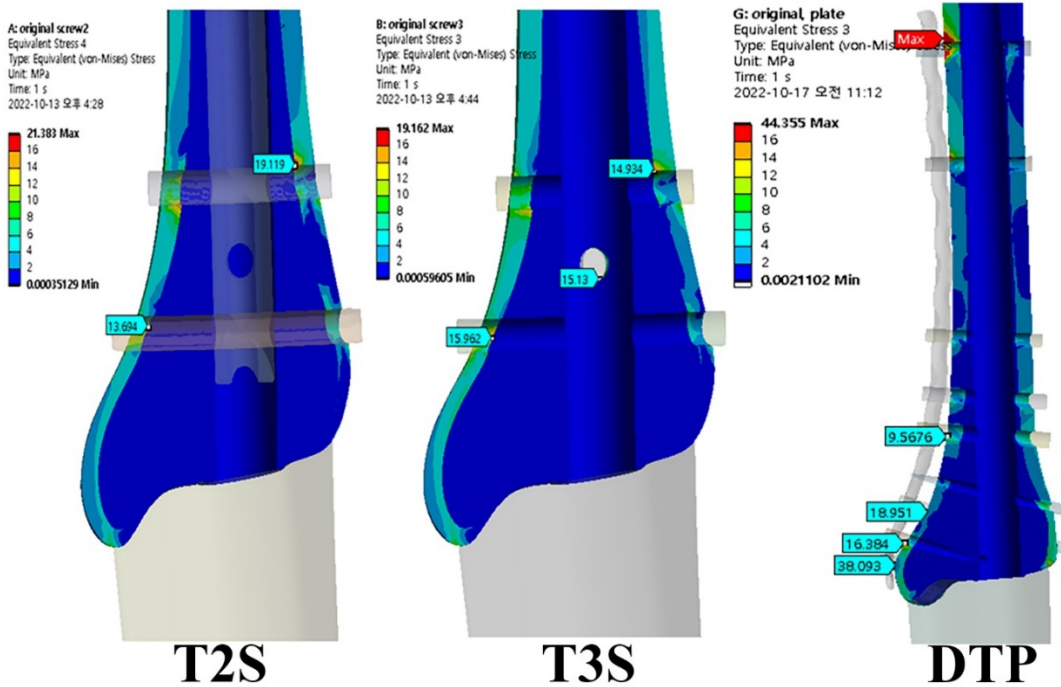 A: original screw2
Equivalent Stress 4
Type: Equivalent (von-Mises) Stress
Unit: MPa
Time: 1 s
2022-10-13 오후 4:28
21.383 Max
16
14
12
10
8
6
4
2
0.00035129 Min
19.119
13.694
T2S
B: original screw3
Equivalent Stress 3
Type: Equivalent (von-Mises) Stress
Unit: MPa
Time: 1 s
2022-10-13 오후 4:44
19.162 Max
16
14
12
10
8
6
4
2
0.00059605 Min
14.934
15.13
15.962
T3S
G: original, plate
Equivalent Stress 3
Type: Equivalent (von-Mises) Stress
Unit: MPa
Time: 1 s
2022-10-17 오전 11:12
44.355 Max
16
14
12
10
8
6
4
2
0.0021102 Min
Max
9.5676
18.951
16.384
38.093
DTP